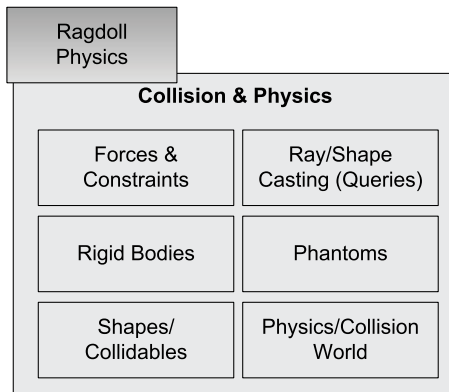 Ragdoll
Physics
Collision & Physics
Forces &
Constraints
Ray/Shape
Casting (Queries)
Rigid Bodies
Phantoms
Shapes/
Collidables
Physics/Collision
World